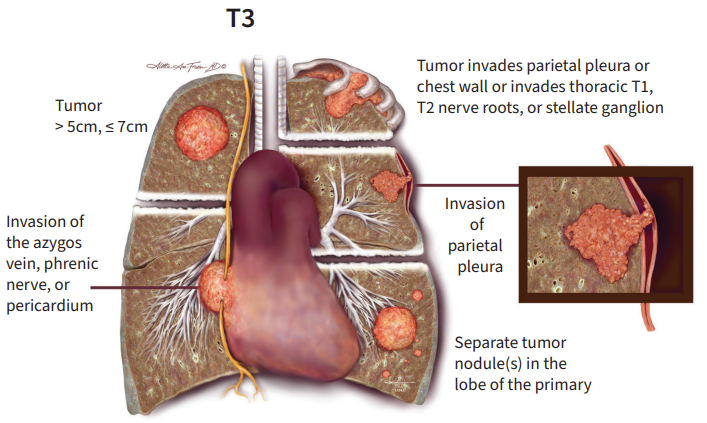 T3
Tumor invades parietal pleura or
chest wall or invades thoracic T1,
T2 nerve roots, or stellate ganglion
Tumor
> 5cm, ≤ 7cm
Invasion
of
parietal
pleura
Invasion of
the azygos
vein, phrenic
nerve, or
pericardium
Separate tumor
nodule(s) in the
lobe of the primary